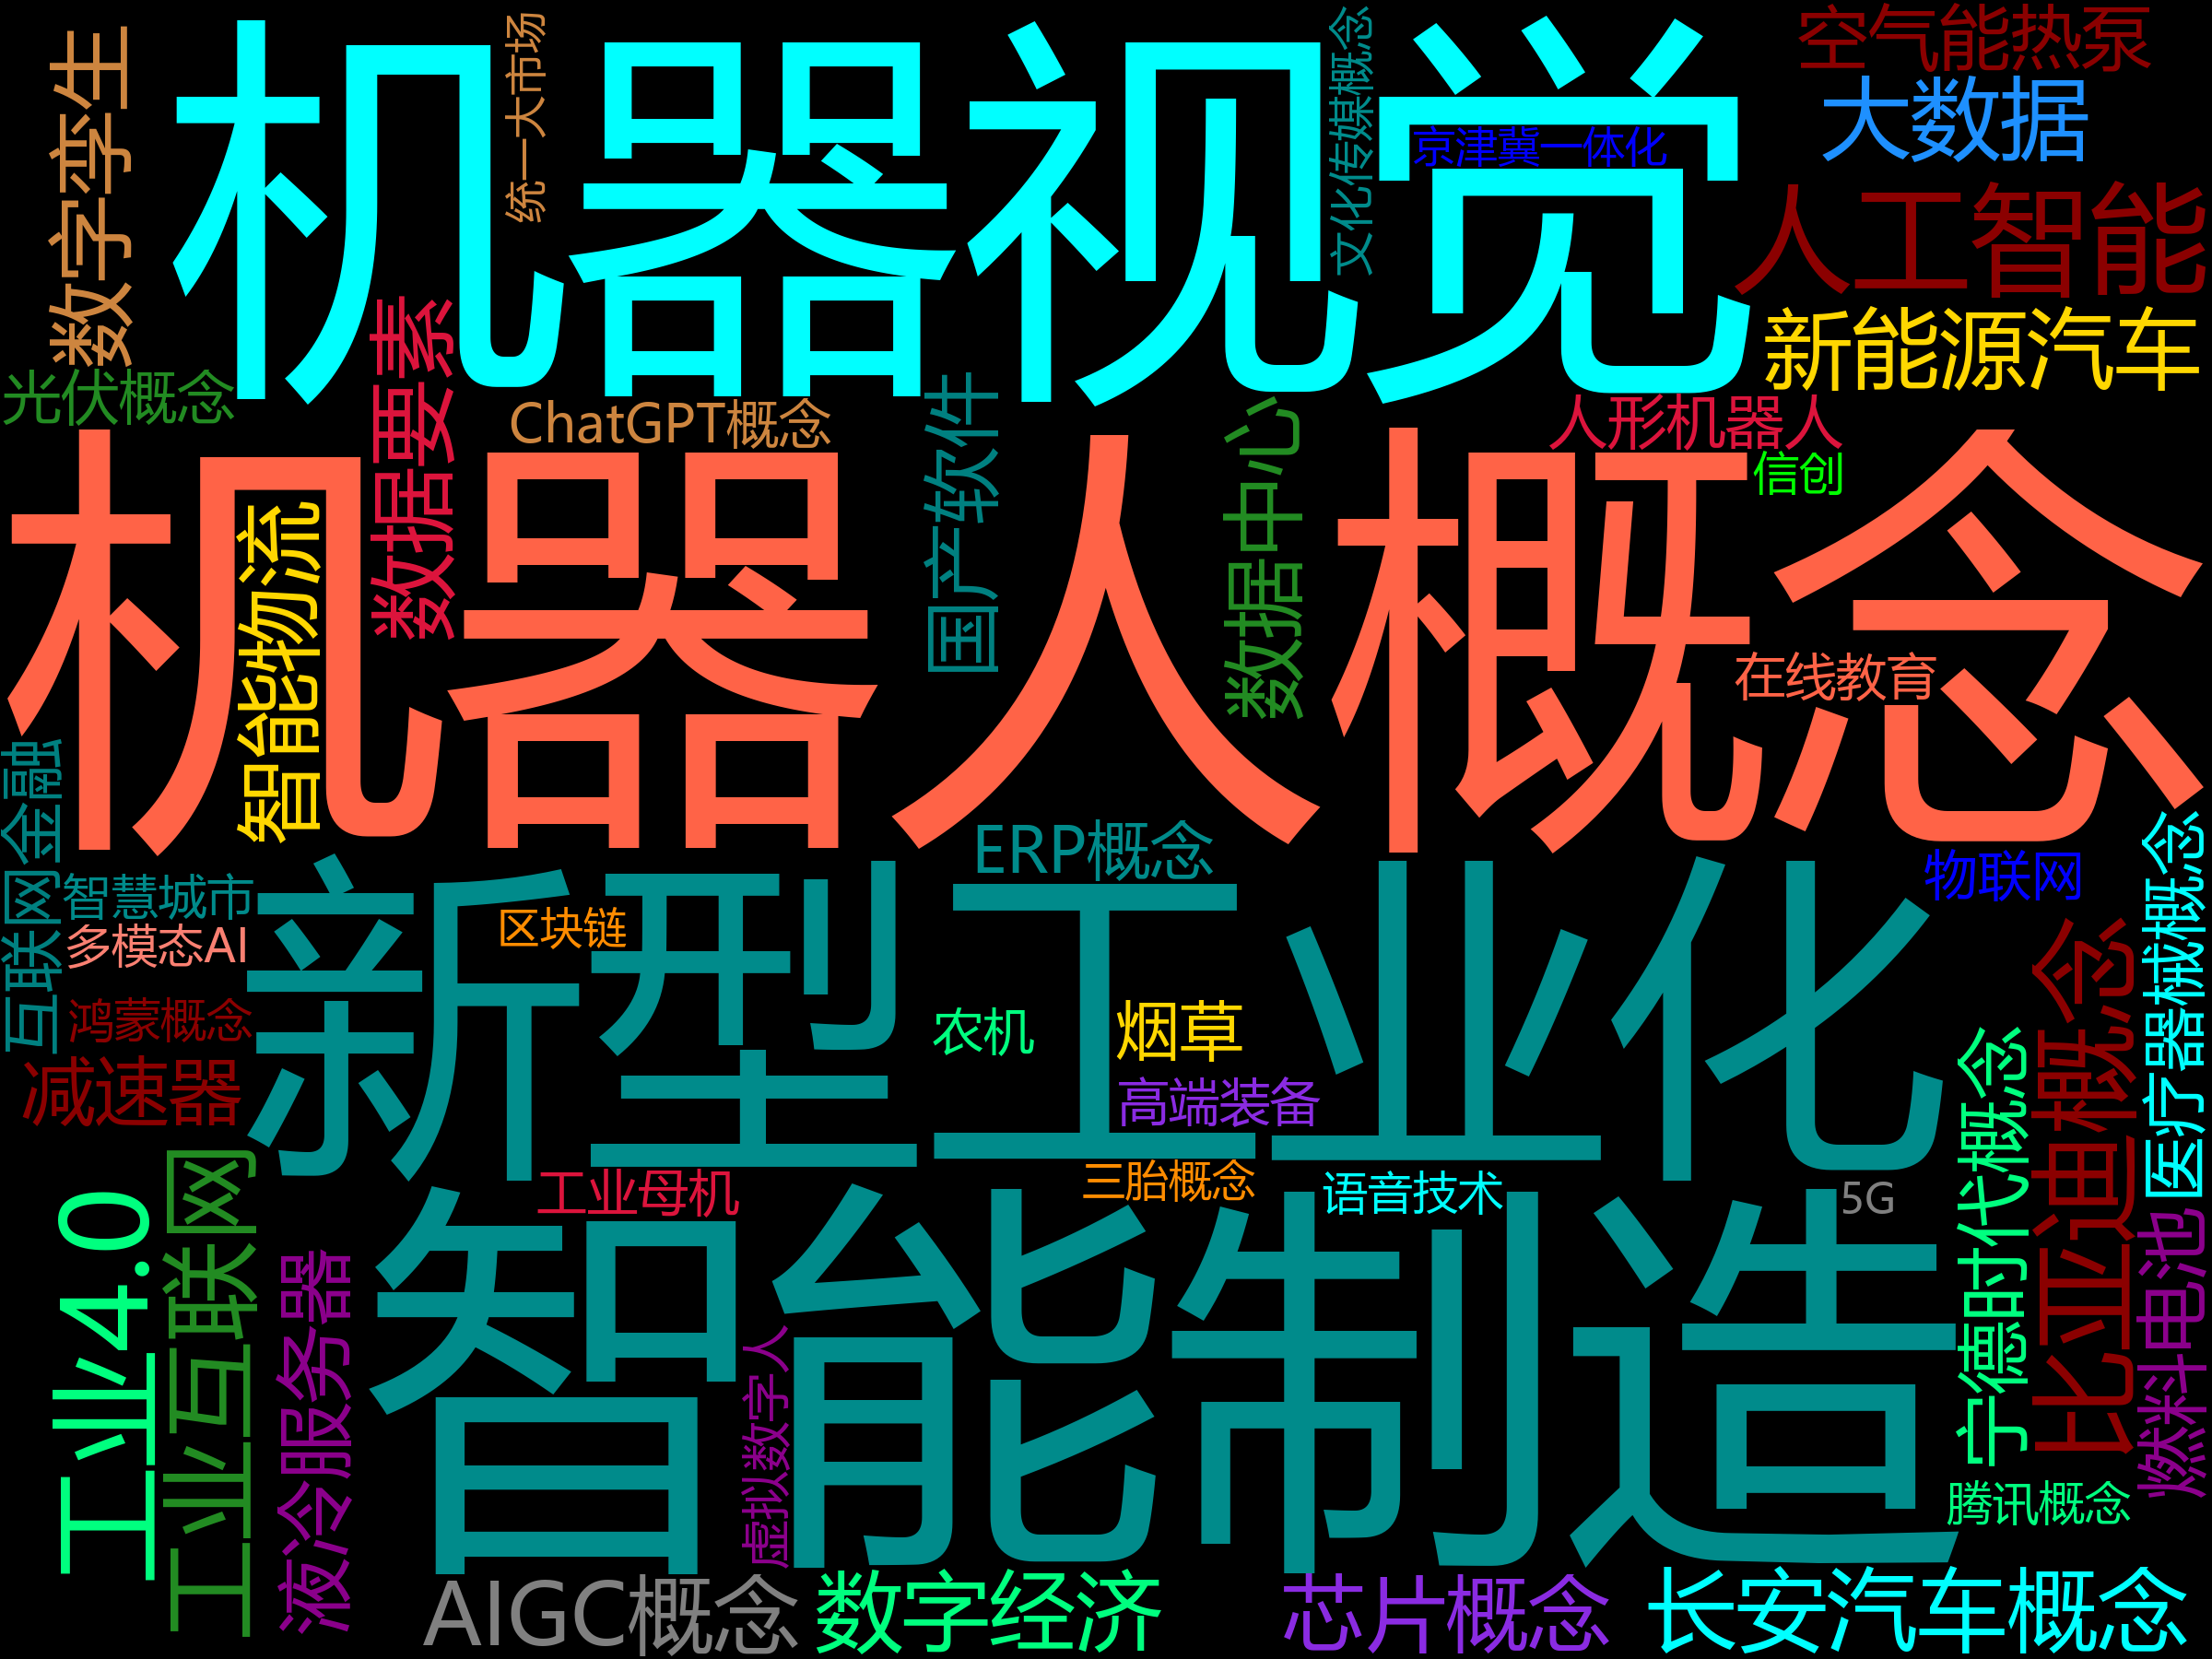 空气能热泵
机器视觉
统一大市场
文化传媒概念
京津冀一体化
大数据
数字孪生
人工智能
新能源汽车
数据要素
光伏概念
ChatGPT概念
国产软件
数据中心
人形机器人
信创
机器人概念
智能物流
在线教育
互联网金融
ERP概念
物联网
医疗器械概念
智慧城市
多模态AI
区块链
新型工业化
鸿蒙概念
农机
烟草
减速器
高端装备
比亚迪概念
宁德时代概念
工业4.0
工业互联网
工业母机
三胎概念
语音技术
5G
燃料电池
液冷服务器
智能制造
虚拟数字人
腾讯概念
AIGC概念
数字经济
芯片概念
长安汽车概念